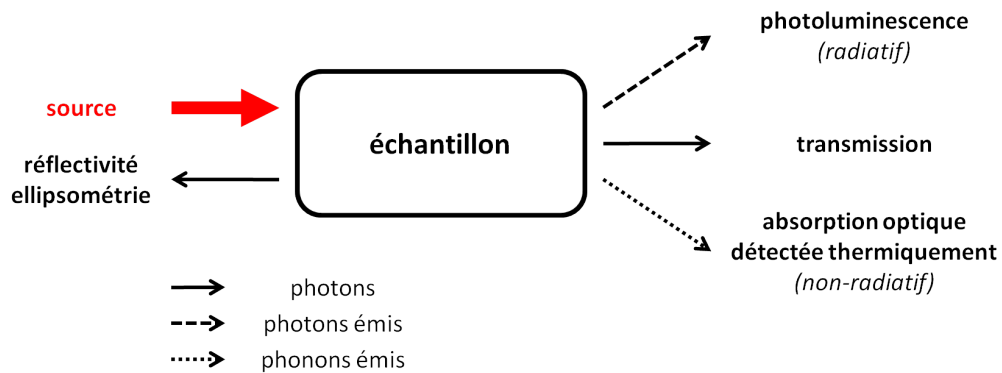 source
réflectivité
ellipsométrie
échantillon
photoluminescence
(radiatif)
transmission
absorption optique
détectée thermiquement
(non-radiatif)
photons
photons émis
phonons émis